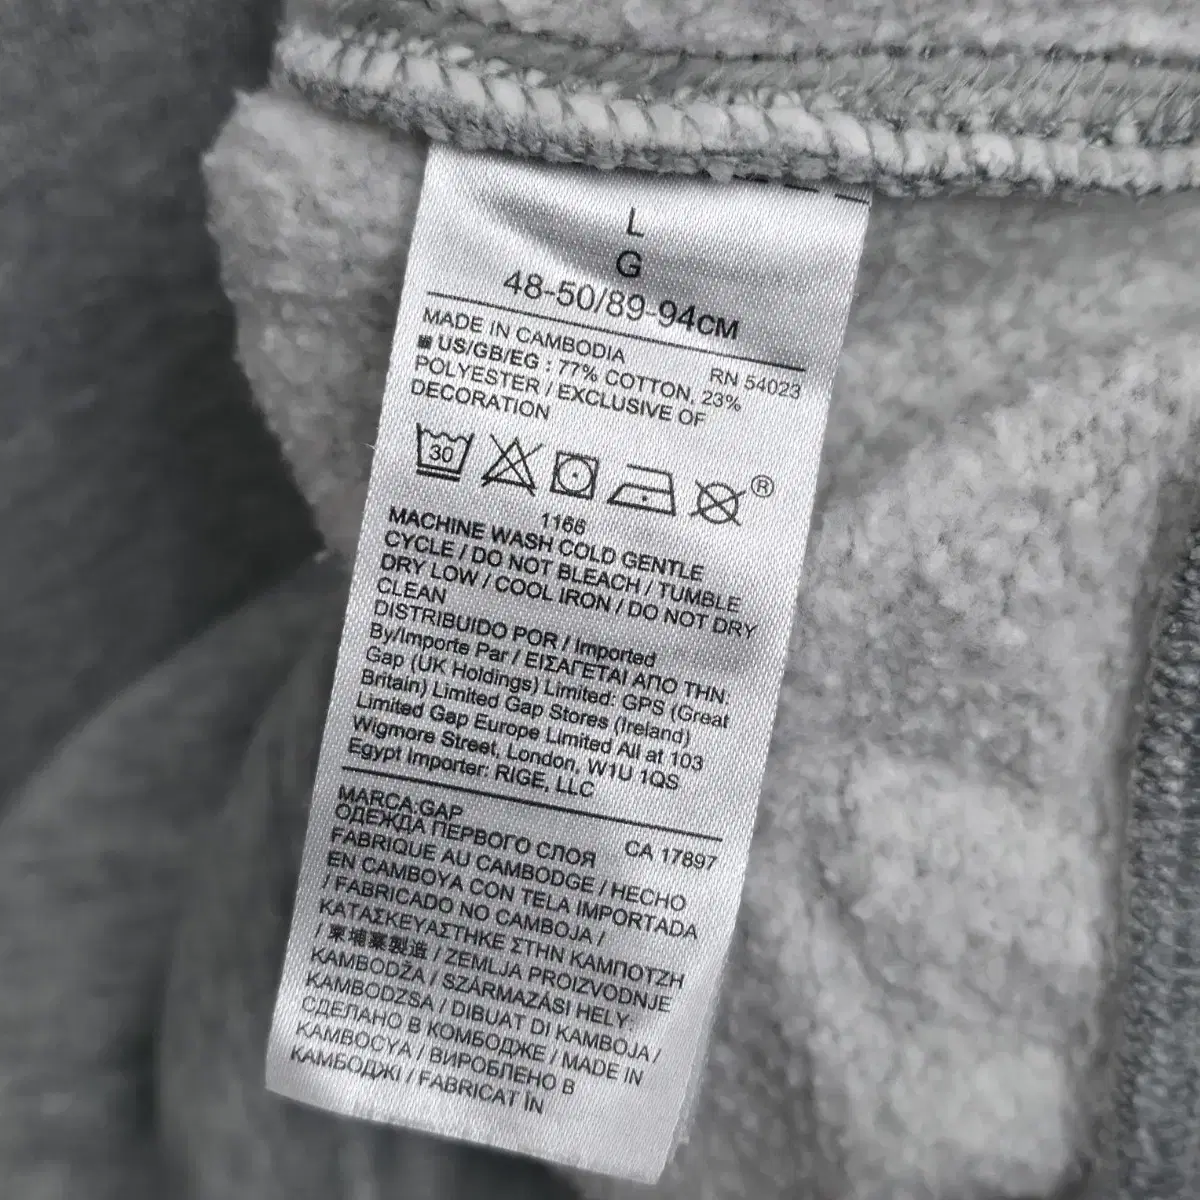 L
G
48-50/89-94CM
MADE IN CAMBODIA
RN 54023
US/GB/EG : 77% COTTON, 23%
POLYESTER / EXCLUSIVE OF
DECORATION
30
®
1166
MACHINE WASH COLD GENTLE
CYCLE / DO NOT BLEACH / TUMBLE
DRY LOW / COOL IRON / DO NOT DRY
CLEAN
DISTRIBUIDO POR / Imported
By/Importe Par / ΕΙΣΑΓΕΤΑΙ ΑΠΟ ΤΗΝ:
Gap (UK Holdings) Limited: GPS (Great
Britain) Limited Gap Stores (Ireland)
Limited Gap Europe Limited All at 103
Wigmore Street, London, W1U 1QS
Egypt Importer: RIGE, LLC
MARCA:GAP
CA 17897
ОДЕЖДА ПЕРВОГО СЛОЯ
FABRIQUE AU CAMBODGE / HECHO
EN CAMBOYA CON TELA IMPORTADA
/ FABRICADO NO CAMBOJA /
ΚΑΤΑΣΚΕΥΑΣΤΗΚΕ ΣΤΗΝ ΚΑΜΠΟΤΖΗ
/ 柬埔寨製造 / ZEMLJA PROIZVODNJE
KAMBODŽA / SZÁRMAZÁSI HELY:
KAMBODZSA / DIBUAT DI KAMBOJA /
СДЕЛАНО В КОМБОДЖЕ / MADE IN
KAMBOCYA / ВИРОБЛЕНО В
КАМБОДЖІ / FABRICAT ÎN